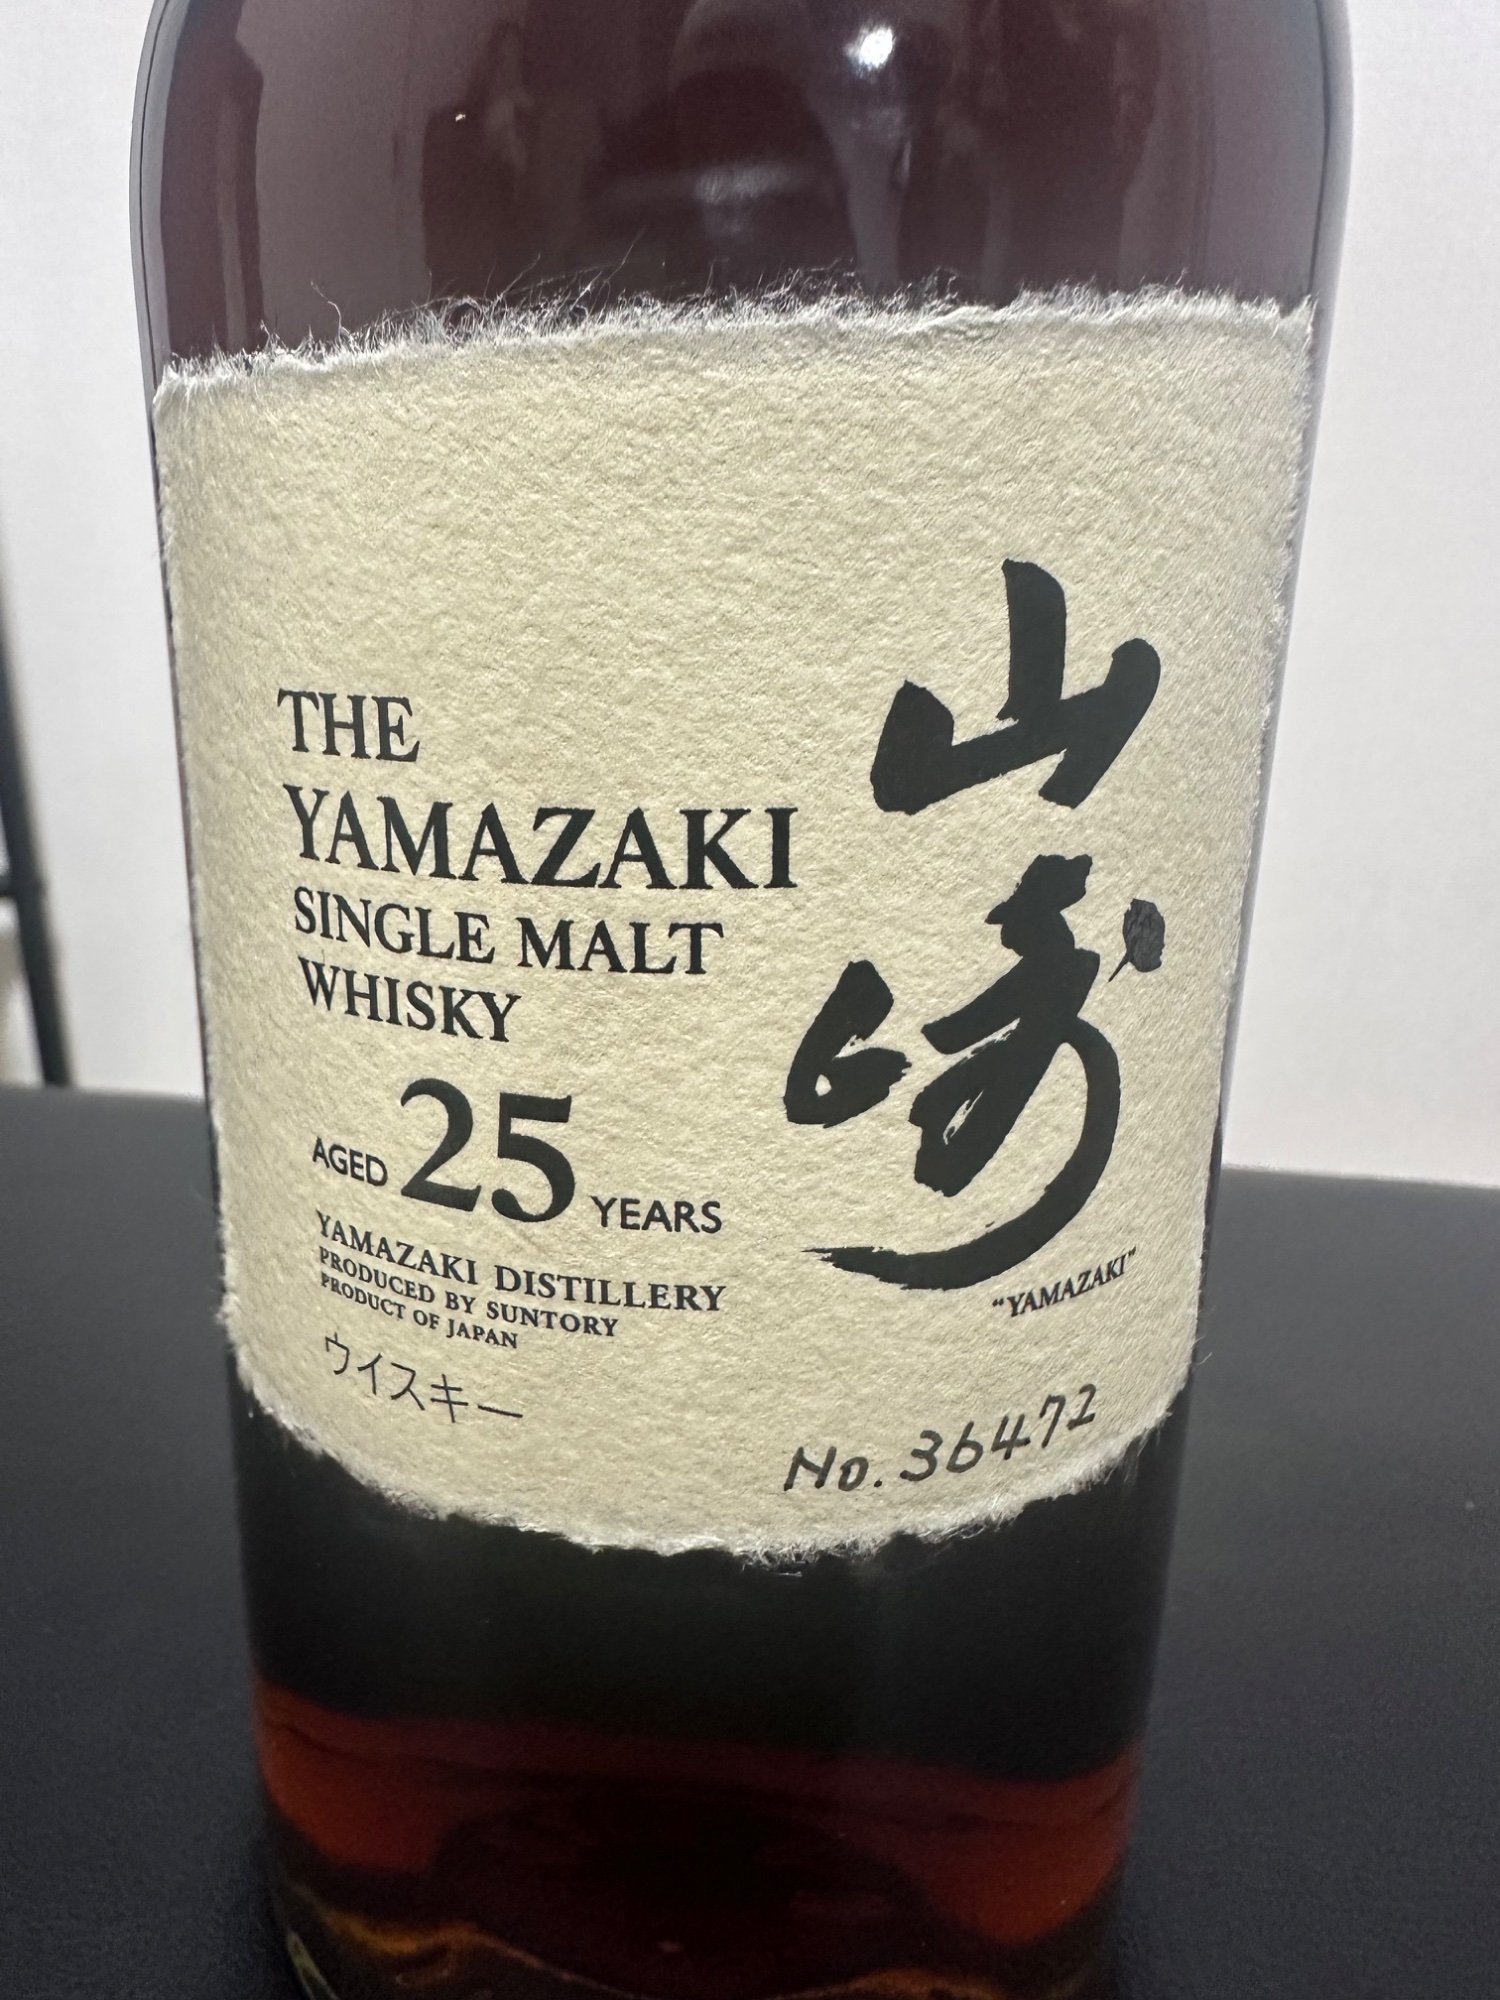 THE
YAMAZAKI
SINGLE MALT
WHISKY
AGED 25 YEARS
YAMAZAKI DISTILLERY
PRODUCED BY SUNTORY
PRODUCT OF JAPAN
ウイスキー
山崎
"YAMAZAKI"
No. 36472